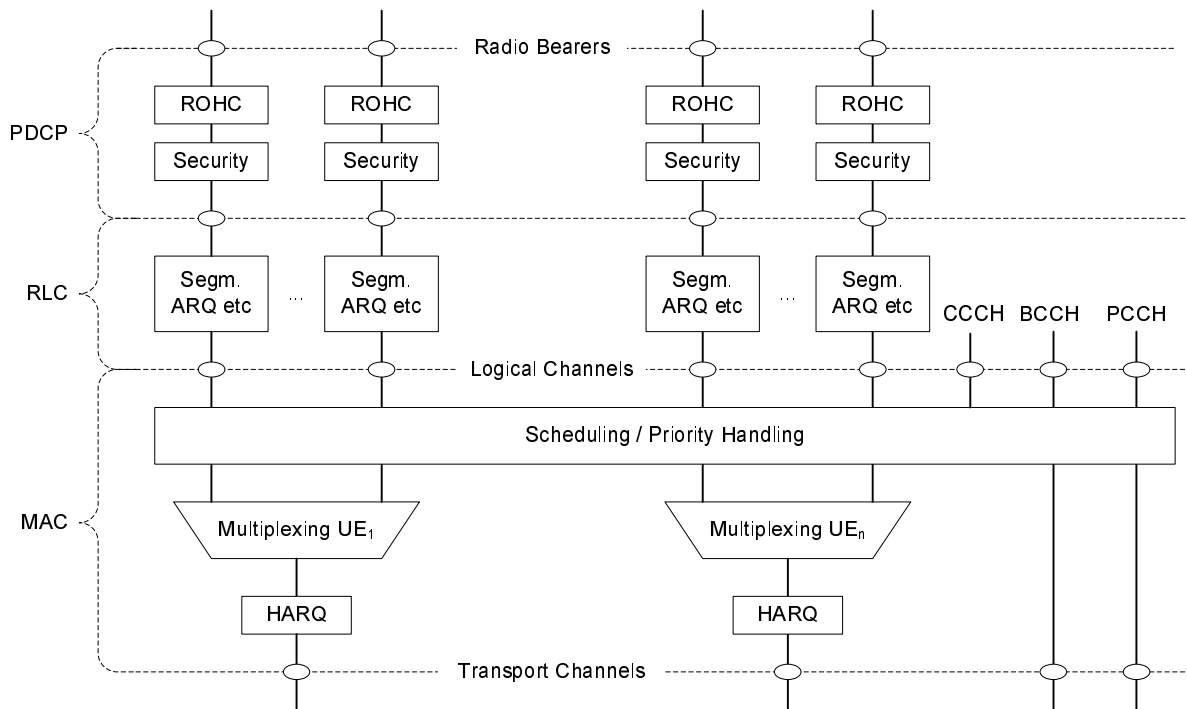 Radio Bearers
ROHC ROHC ROHC ROHC
PDCP
Security Security Security Security
Segm. Segm. Segm. Segm.
RLC
ARQ etc ... ARQ etc ARQ etc ... ARQ etc
CCCH BCCH PCCH
Logical Channels
Scheduling / Priority Handling
MAC
Multiplexing UE₁ Multiplexing UEₙ
HARQ HARQ
Transport Channels